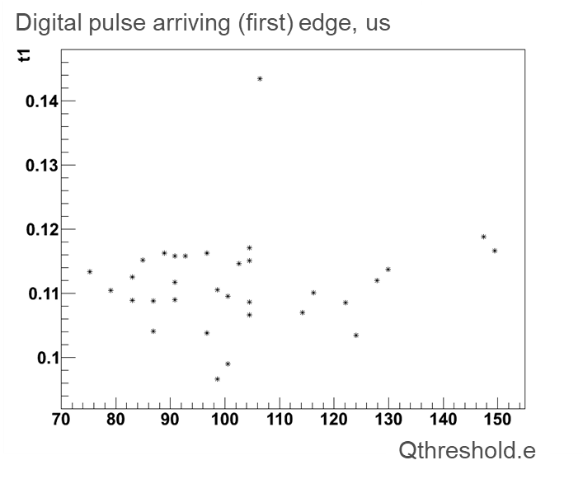 Digital pulse arriving (first) edge, us
t1
0.14
0.13
0.12
0.11
0.1
70 80 90 100 110 120 130 140 150
Qthreshold.e